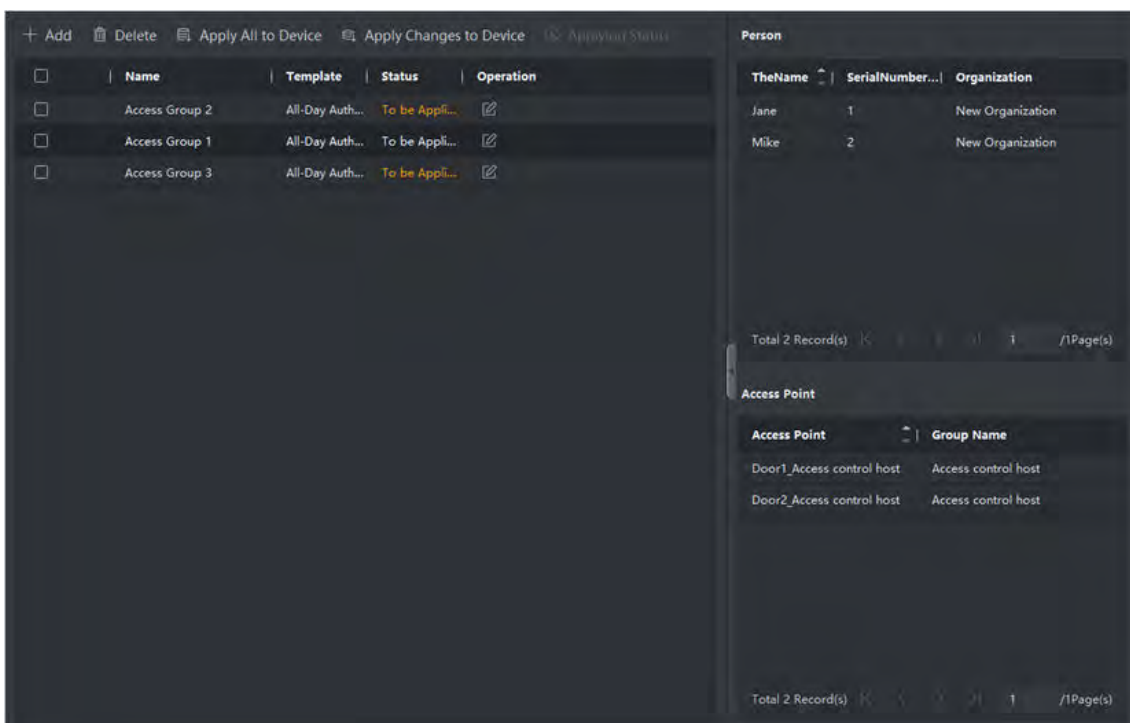 Add Delete Apply All to Device Apply Changes to Device Applying Status
Name Template Status Operation
Access Group 2 All-Day Auth... To be Appli...
Access Group 1 All-Day Auth... To be Appli...
Access Group 3 All-Day Auth... To be Appli...
Person
TheName SerialNumber... Organization
Jane 1 New Organization
Mike 2 New Organization
Total 2 Record(s) 1 /1Page(s)
Access Point
Access Point Group Name
Door1_Access control host Access control host
Door2_Access control host Access control host
Total 2 Record(s) 1 /1Page(s)